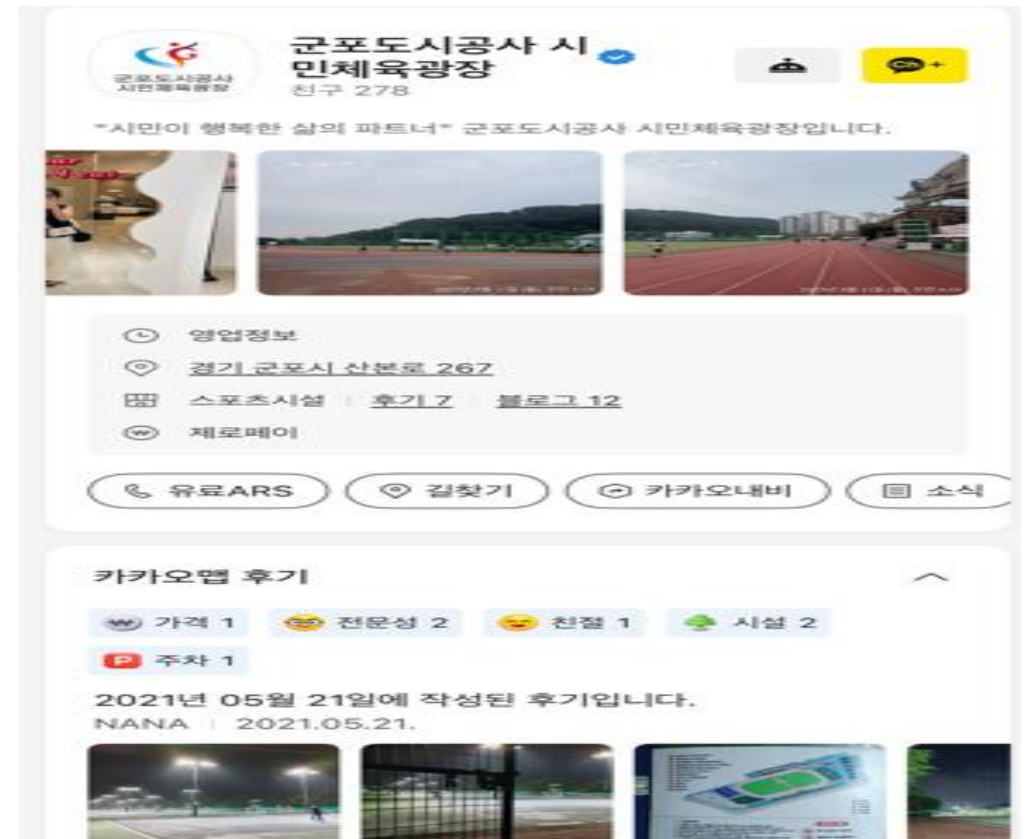 군포도시공사
시민체육광장
군포도시공사 시
민체육광장
친구 278
Ch+
"시민이 행복한 삶의 파트너" 군포도시공사 시민체육광장입니다.
영업정보
경기 군포시 산본로 267
스포츠시설 후기 7 블로그 12
제로페이
유료ARS 길찾기 카카오내비 소식
카카오맵 후기
가격 1 전문성 2 친절 1 시설 2
P 주차 1
2021년 05월 21일에 작성된 후기입니다.
NANA 2021.05.21.